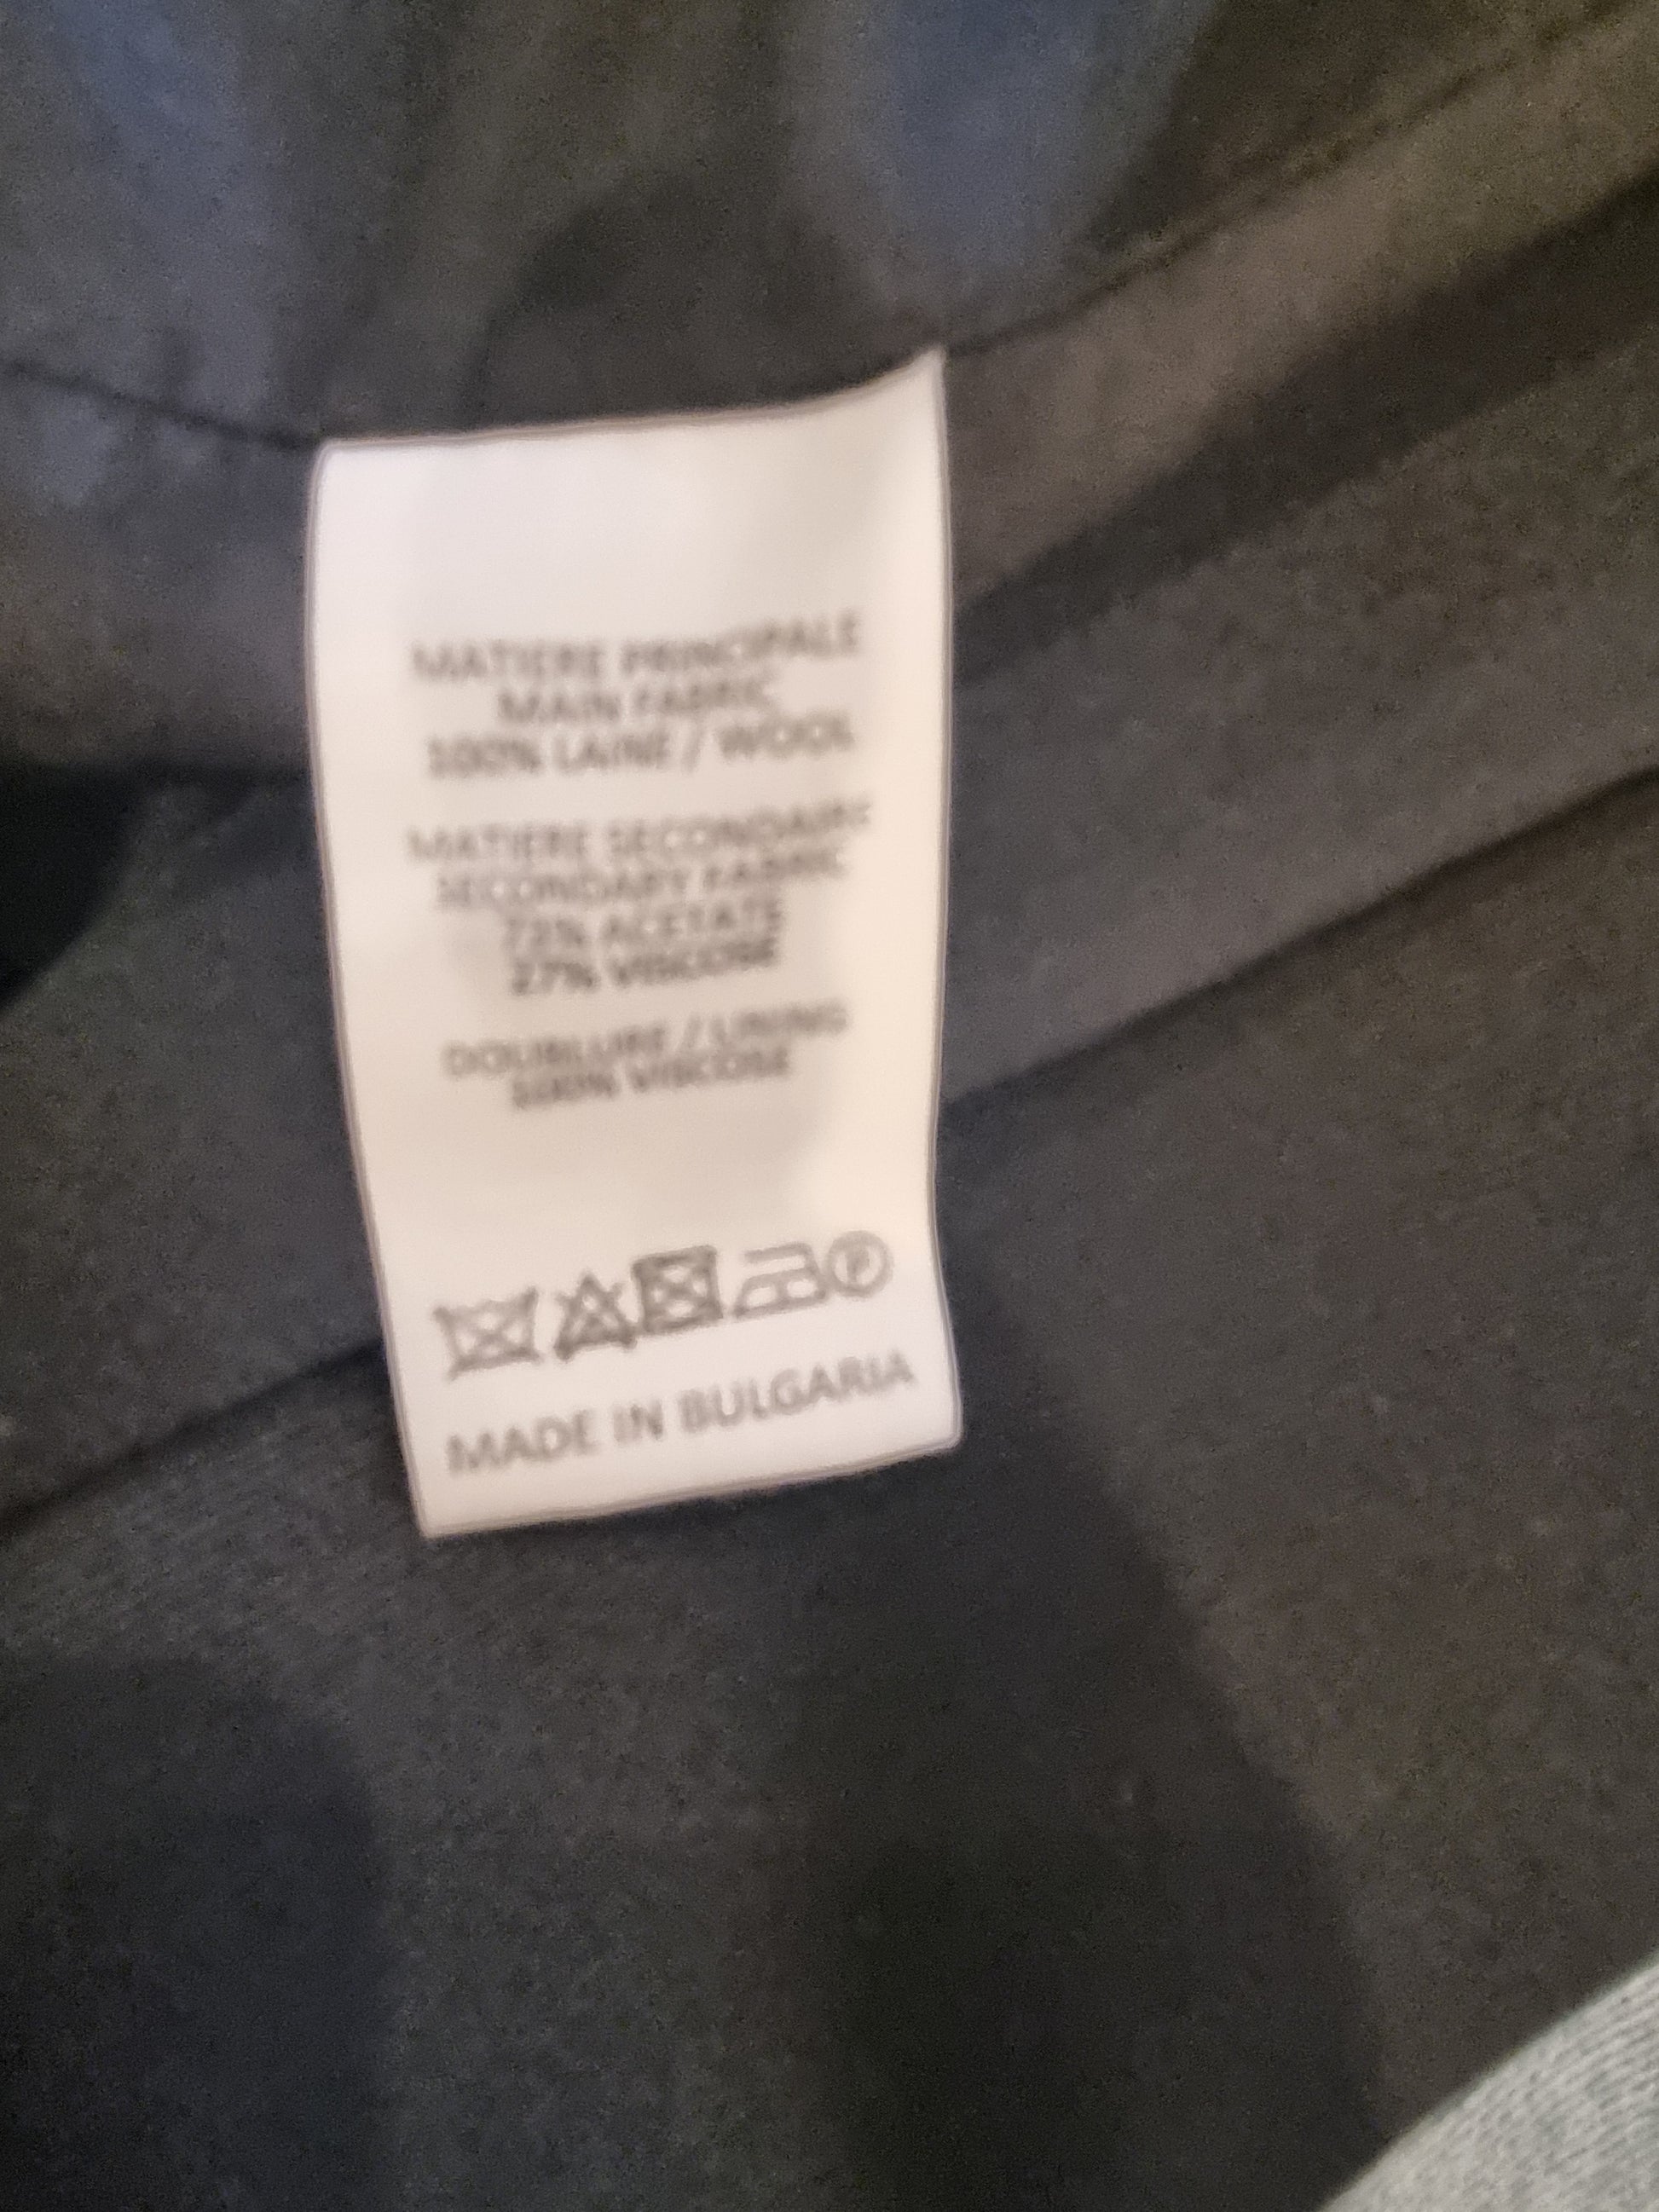 MATIERE PRINCIPALE
MAIN FABRIC
100% LAINE / WOOL
MATIERE SECONDAIRE
SECONDARY FABRIC
73% ACETATE
27% VISCOSE
DOUBLURE / LINING
100% VISCOSE
P
MADE IN BULGARIA